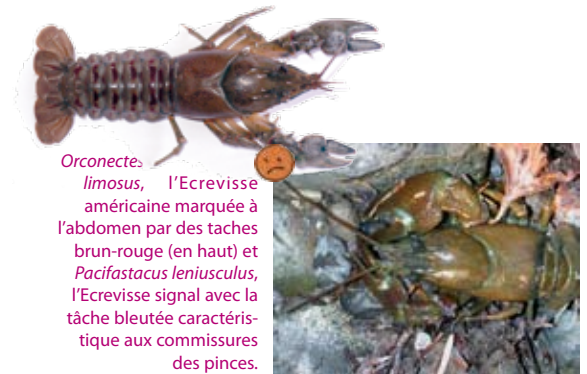 Orconectes
limosus, l'Ecrevisse
américaine marquée à
l'abdomen par des taches
brun-rouge (en haut) et
Pacifastacus leniusculus,
l'Ecrevisse signal avec la
tâche bleutée caractéris-
tique aux commissures
des pinces.